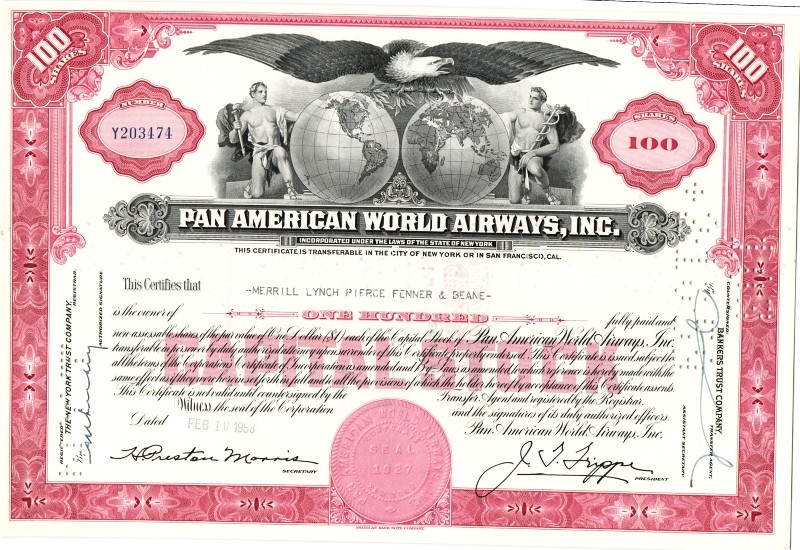 100
SHARES
100
SHARES
NUMBER
Y203474
SHARES
100
PAN AMERICAN WORLD AIRWAYS, INC.
INCORPORATED UNDER THE LAWS OF THE STATE OF NEW YORK
THIS CERTIFICATE IS TRANSFERABLE IN THE CITY OF NEW YORK OR IN SAN FRANCISCO, CAL.
This Certifies that
-MERRILL LYNCH PIERCE FENNER & BEANE-
is the owner of
ONE HUNDRED
fully paid and
non-assessable shares of the par value of One Dollar ($1) each of the Capital Stock of Pan American World Airways, Inc.
transferable in person or by duly authorized attorney upon surrender of this Certificate properly endorsed. This Certificate is issued subject to
all the terms of the Corporation's Certificate of Incorporation as amended and By-Laws as amended, to which reference is hereby made with the
same effect as if they were herein set forth in full and to all the provisions of which the holder hereof by acceptance of this Certificate assents.
This Certificate is not valid until countersigned by the Transfer Agent and registered by the Registrar.
Witness the seal of the Corporation and the signatures of its duly authorized officers.
Dated FEB 10 1958
Pan American World Airways, Inc.
H. Preston Morris
SECRETARY
J. T. Trippe
PRESIDENT
SEAL
REGISTERED
THE NEW YORK TRUST COMPANY,
REGISTRAR.
By
AUTHORIZED SIGNATURE.
COUNTERSIGNED
BANKERS TRUST COMPANY,
TRANSFER AGENT.
By
ASSISTANT SECRETARY.
100
SHARES
100
SHARES
AMERICAN BANK NOTE COMPANY.